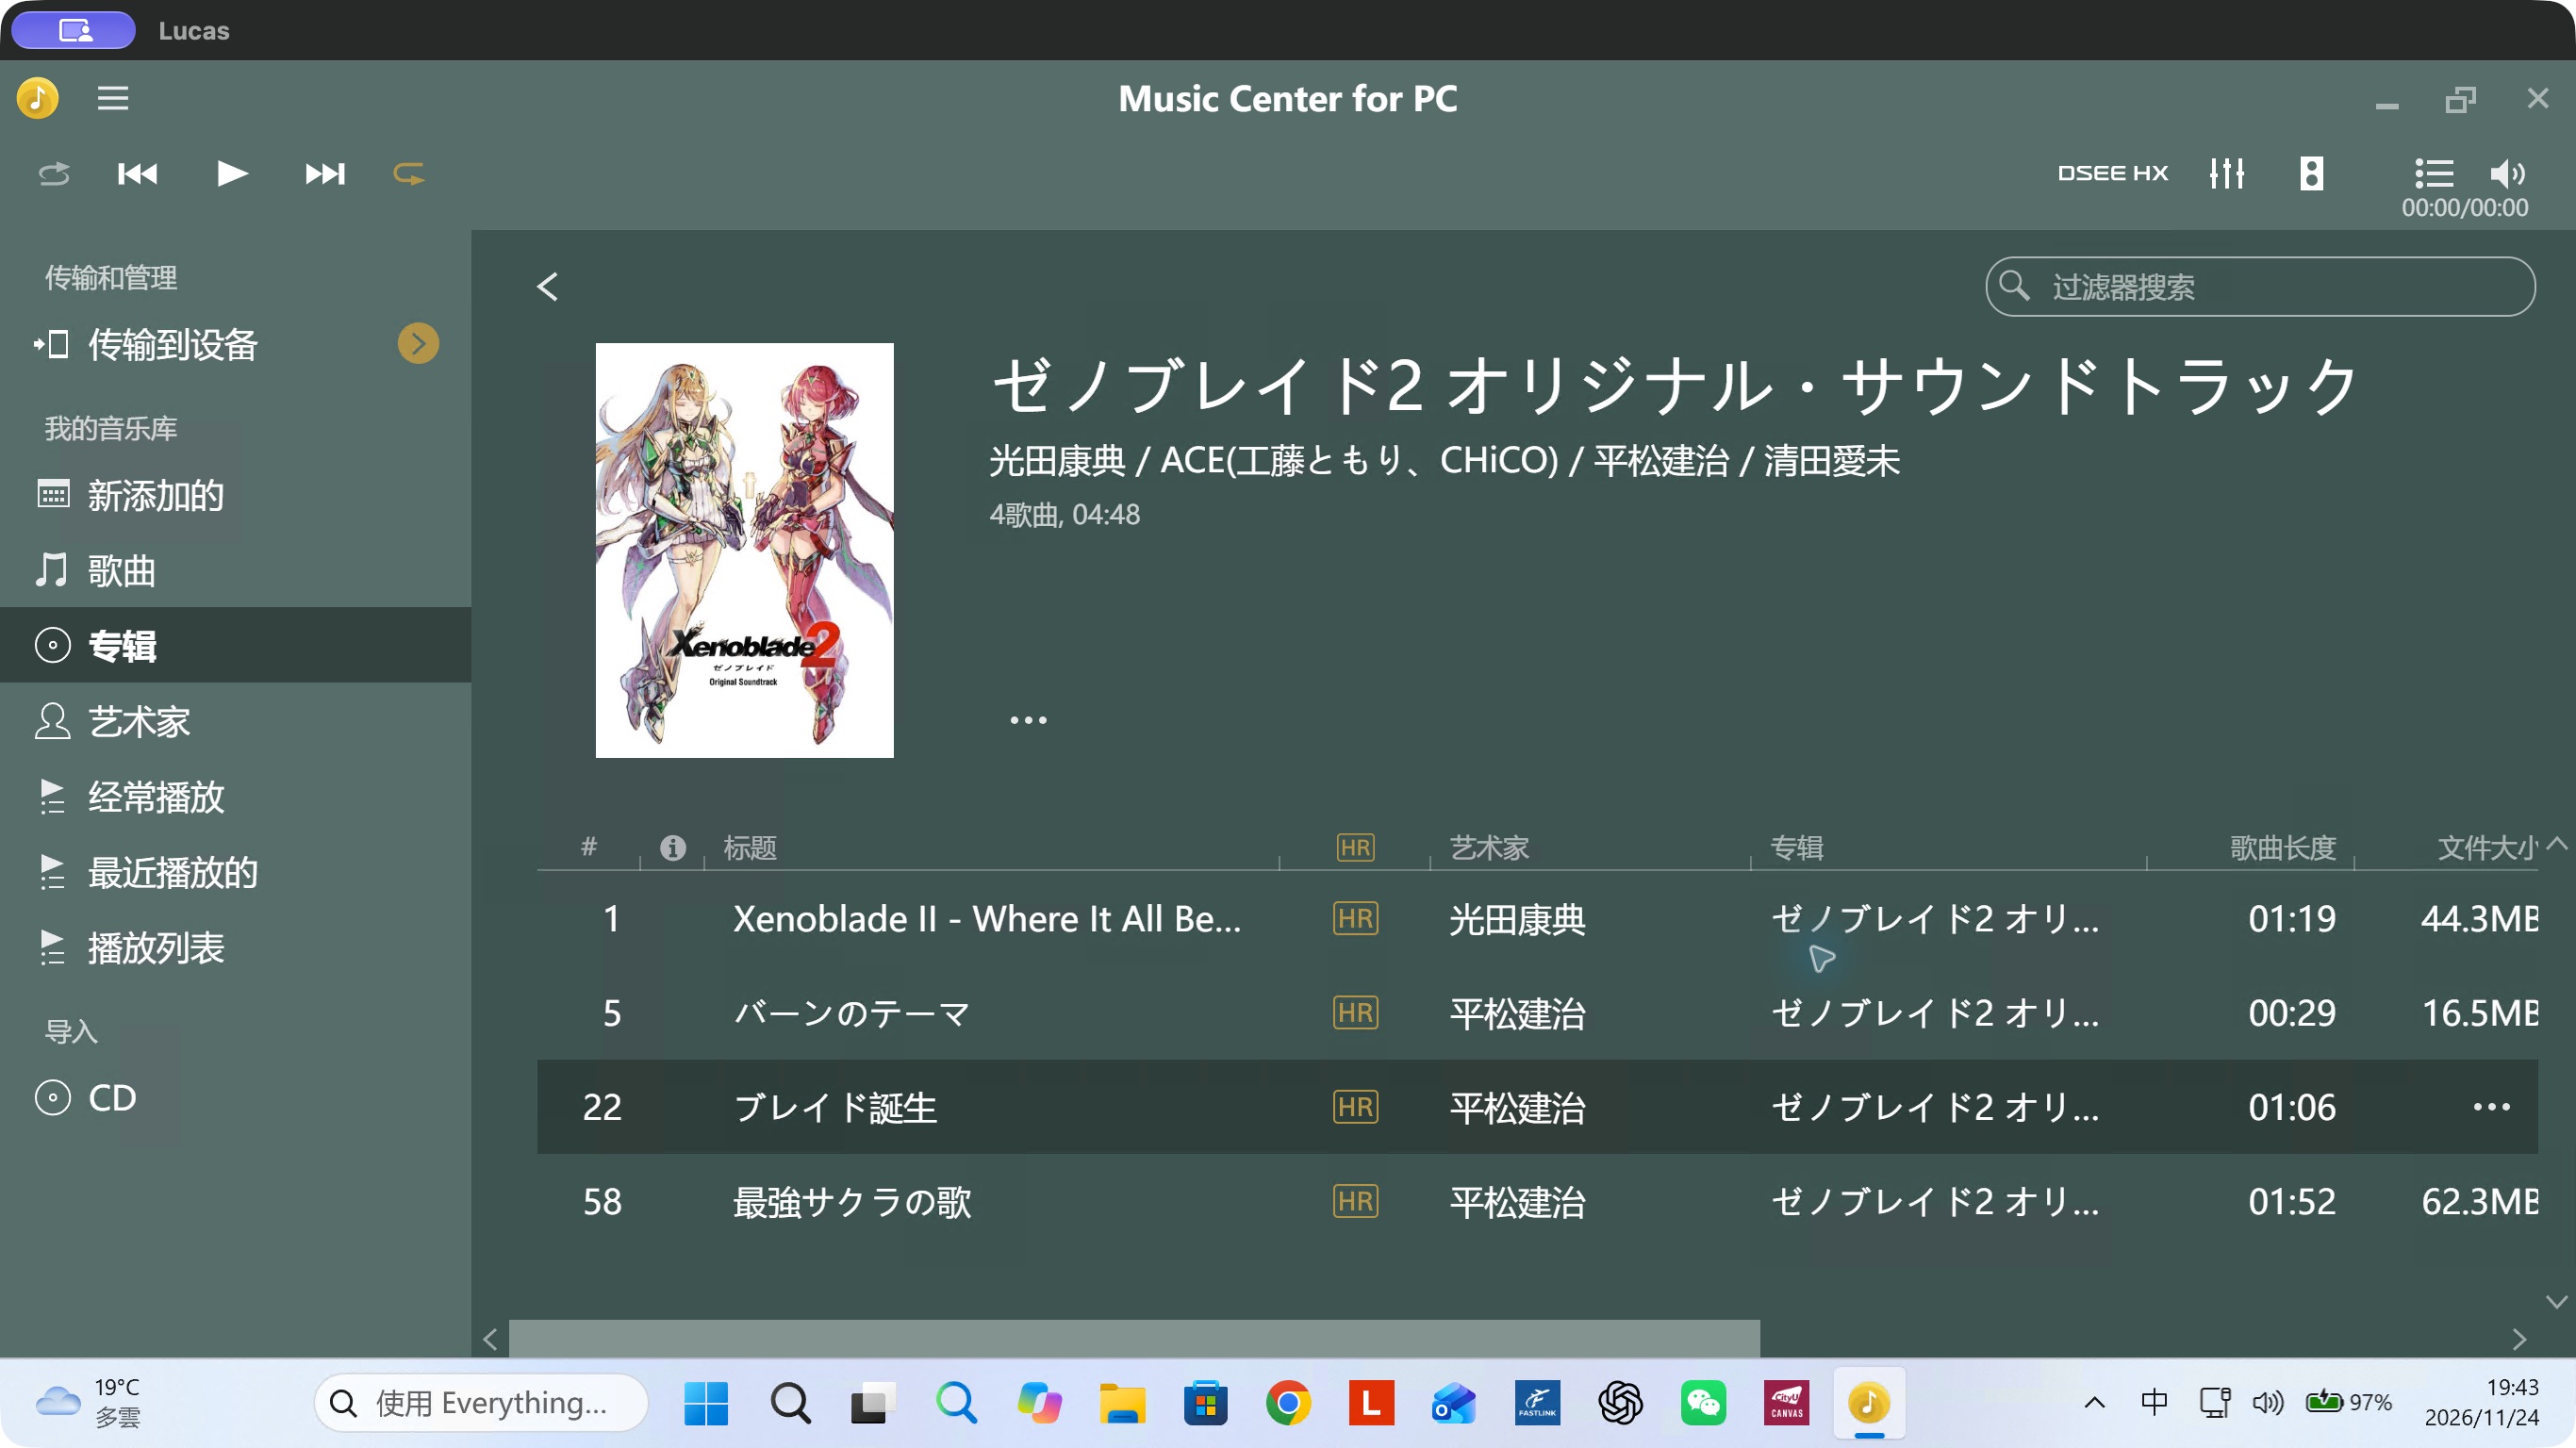 Lucas
Music Center for PC
DSEE HX
00:00/00:00
传输和管理
传输到设备
我的音乐库
新添加的
歌曲
专辑
艺术家
经常播放
最近播放的
播放列表
导入
CD
过滤器搜索
ゼノブレイド2 オリジナル・サウンドトラック
光田康典 / ACE(工藤ともり、CHiCO) / 平松建治 / 清田愛未
4歌曲, 04:48
Xenoblade2
ゼノブレイド
Original Soundtrack
# 标题 HR 艺术家 专辑 歌曲长度 文件大小
1 Xenoblade II - Where It All Be... HR 光田康典 ゼノブレイド2 オリ... 01:19 44.3MB
5 バーンのテーマ HR 平松建治 ゼノブレイド2 オリ... 00:29 16.5MB
22 ブレイド誕生 HR 平松建治 ゼノブレイド2 オリ... 01:06
58 最強サクラの歌 HR 平松建治 ゼノブレイド2 オリ... 01:52 62.3MB
19°C
多雲
使用 Everything...
L
FASTLINK
CityU
CANVAS
中
97%
19:43
2026/11/24